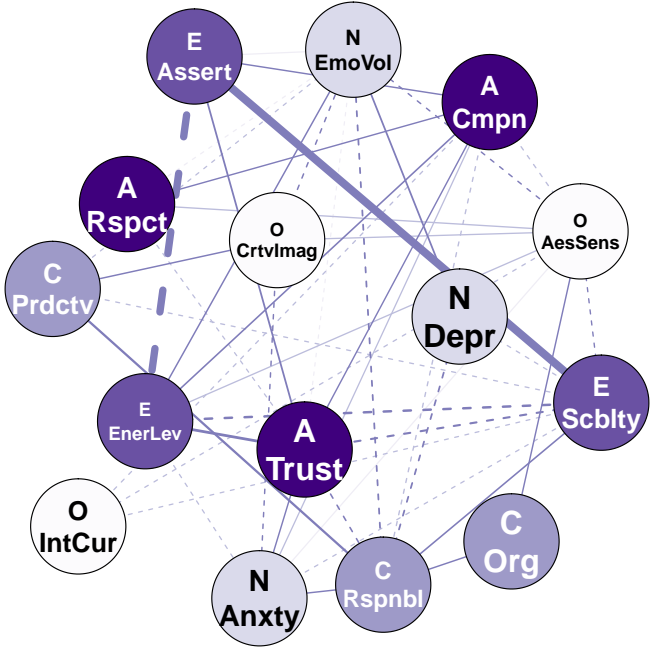 E
Assert
N
EmoVol
A
Cmpn
A
Rspct
O
CrtvImag
O
AesSens
C
Prdctv
N
Depr
E
EnerLev
A
Trust
E
Scblty
O
IntCur
C
Org
N
Anxty
C
Rspnbl